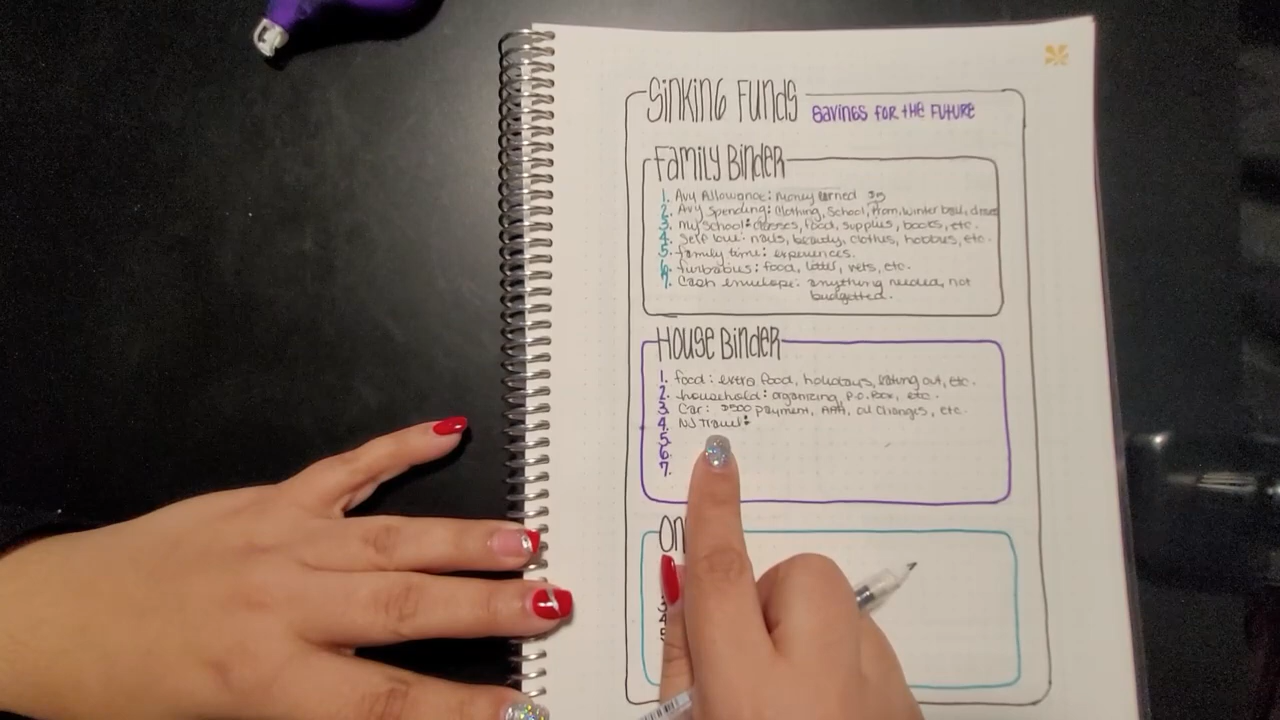 Sinking Funds Savings for the Future
Family Binder
1. Avy Allowance: money earned $5
2. Avy Spending: Clothing, School, Prom, Winter ball, dress
3. My School: classes, food, supplies, books, etc.
4. Self love: nails, beauty, clothes, hobbies, etc.
5. family time: experiences.
6. furbabies: food, litter, vets, etc.
7. Cash envelope: anything needed, not
budgetted.
House Binder
1. food: extra food, holidays, eating out, etc.
2. household: organizing, P.O. Box, etc.
3. Car: $500 payment, AAA, oil changes, etc.
4. NJ Travel:
5.
6.
7.
On
3
4
5